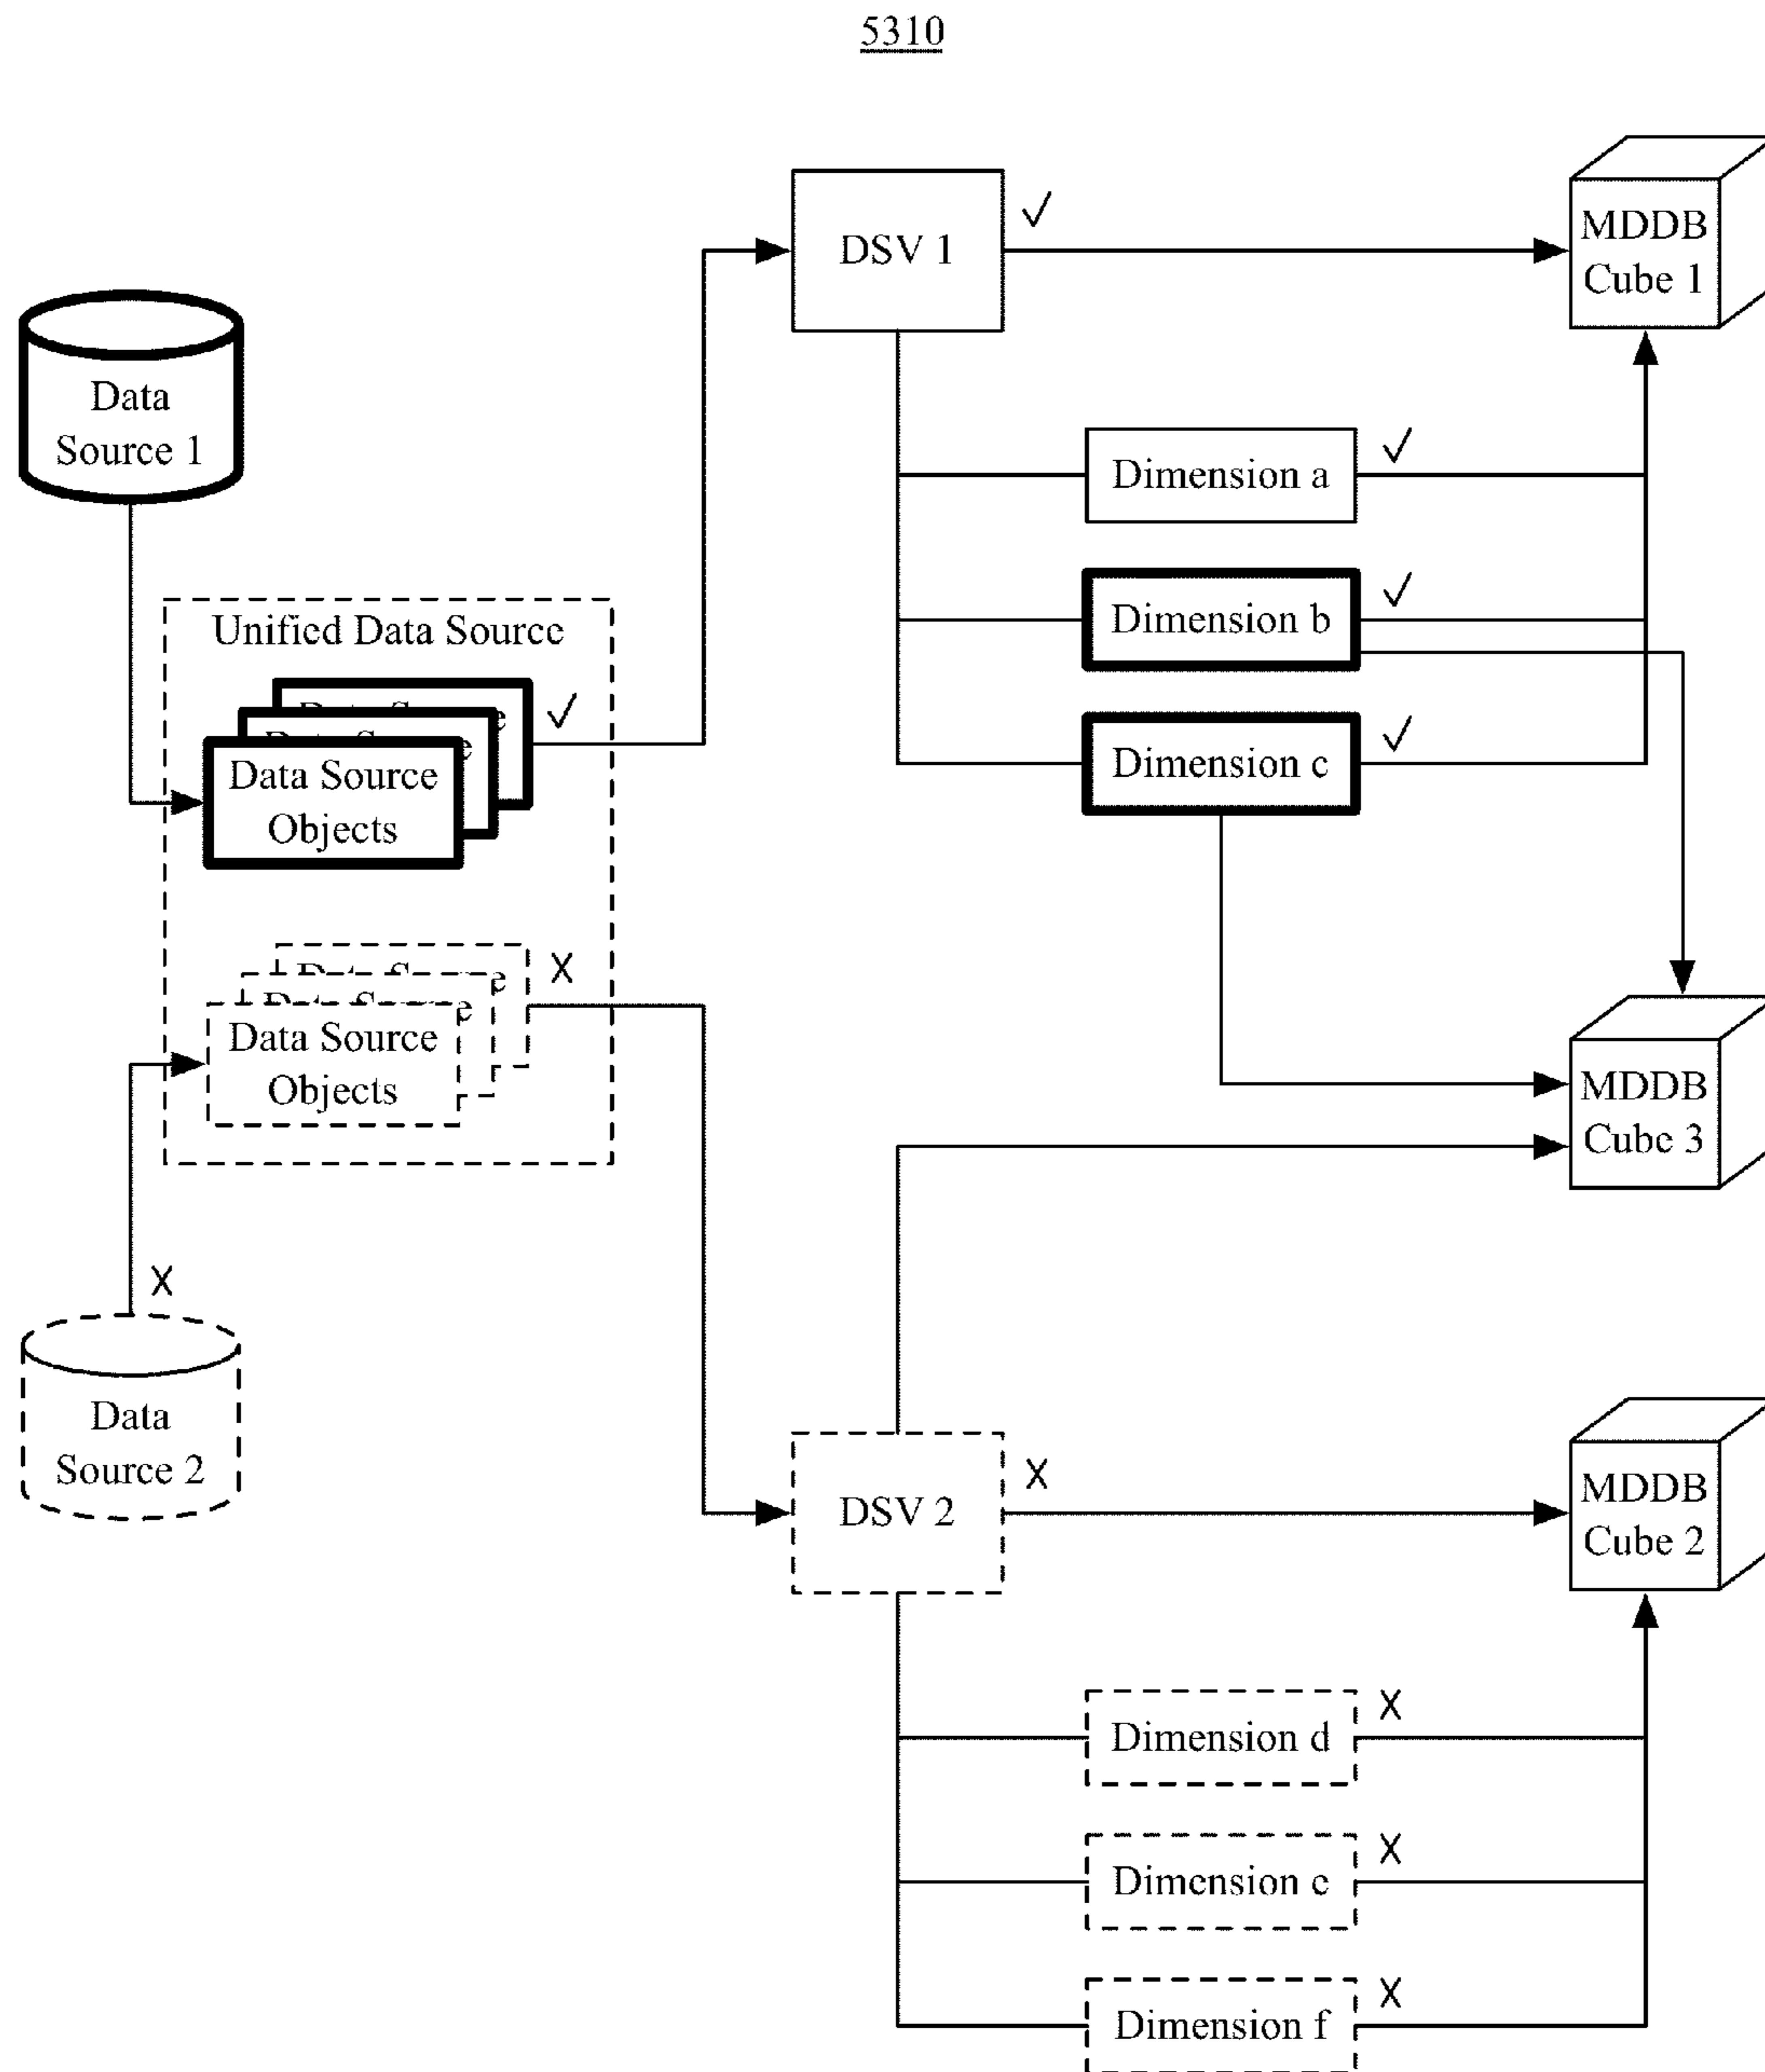 5310
DSV 1
√
MDDB
Cube 1
Data
Source 1
Dimension a
√
Dimension b
√
Unified Data Source
Dimension c
√
√
Data Source
Objects
X
Data Source
Objects
MDDB
Cube 3
X
Data
Source 2
DSV 2
X
MDDB
Cube 2
Dimension d
X
Dimension e
X
Dimension f
X